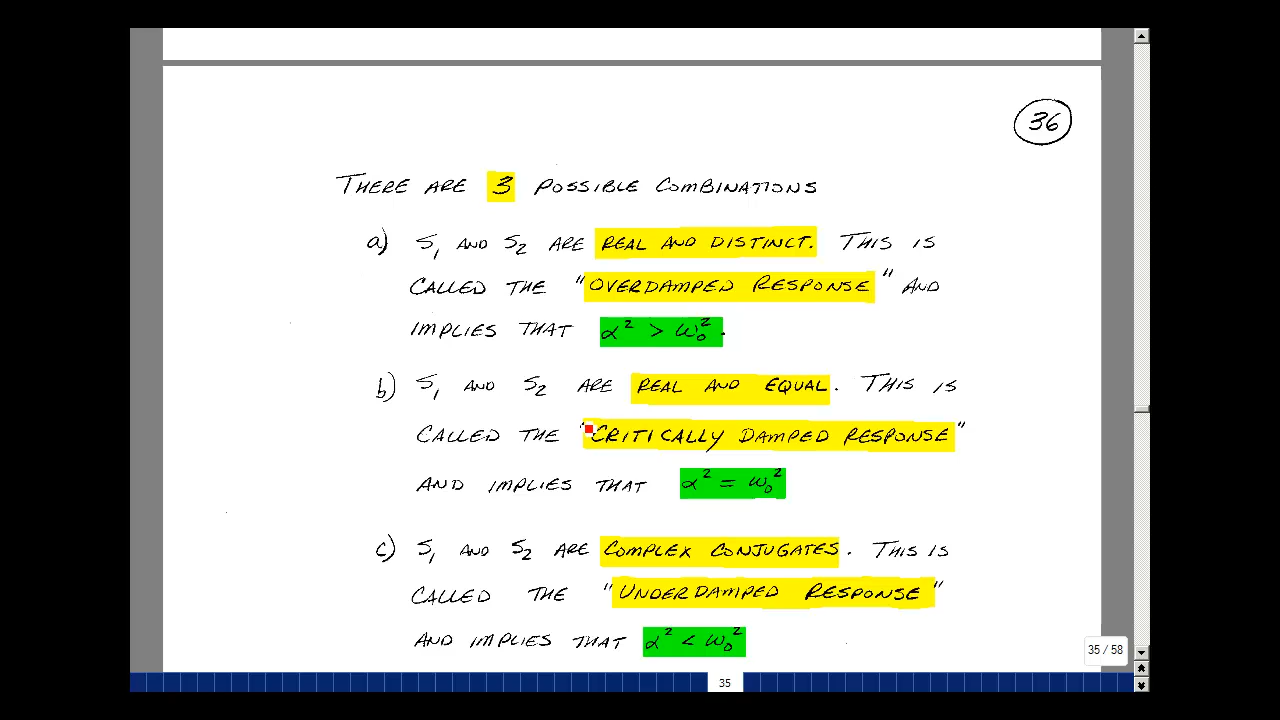 36
THERE ARE 3 POSSIBLE COMBINATIONS
a) S₁ AND S₂ ARE REAL AND DISTINCT. THIS IS
CALLED THE "OVERDAMPED RESPONSE" AND
IMPLIES THAT α² > ω₀².
b) S₁ AND S₂ ARE REAL AND EQUAL. THIS IS
CALLED THE "CRITICALLY DAMPED RESPONSE"
AND IMPLIES THAT α² = ω₀²
c) S₁ AND S₂ ARE COMPLEX CONJUGATES. THIS IS
CALLED THE "UNDERDAMPED RESPONSE"
AND IMPLIES THAT α² < ω₀²
35 / 58
35